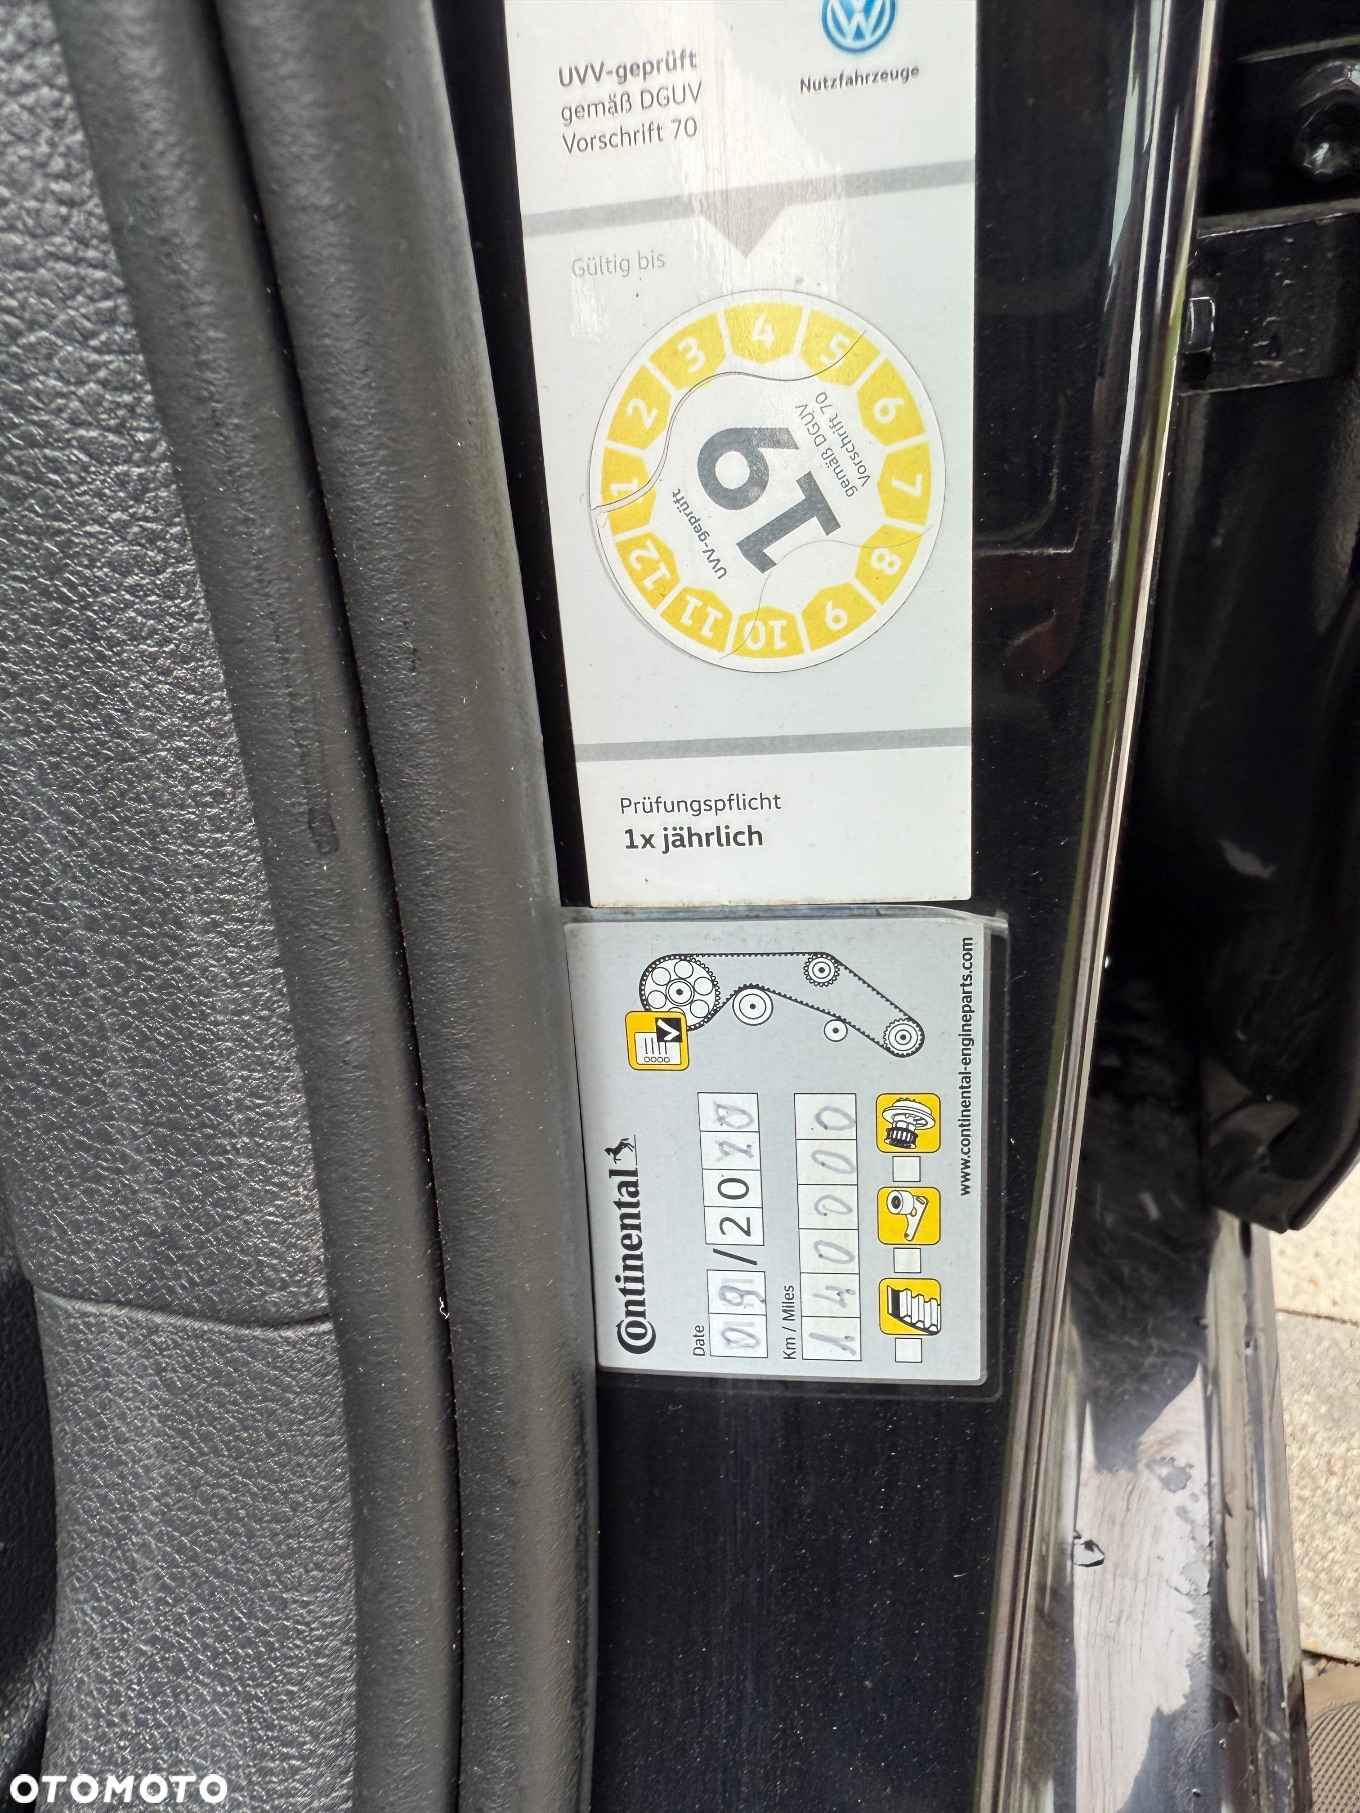 UVV-geprüft
gemäß DGUV
Vorschrift 70
Nutzfahrzeuge
Gültig bis
1 2 3 4 5 6 7 8 9 10 11 12
UVV-geprüft
19
gemäß DGUV
Vorschrift 70
Prüfungspflicht
1x jährlich
Continental
Date
/20
Km / Miles
140000
www.continental-engineparts.com
OTOMOTO